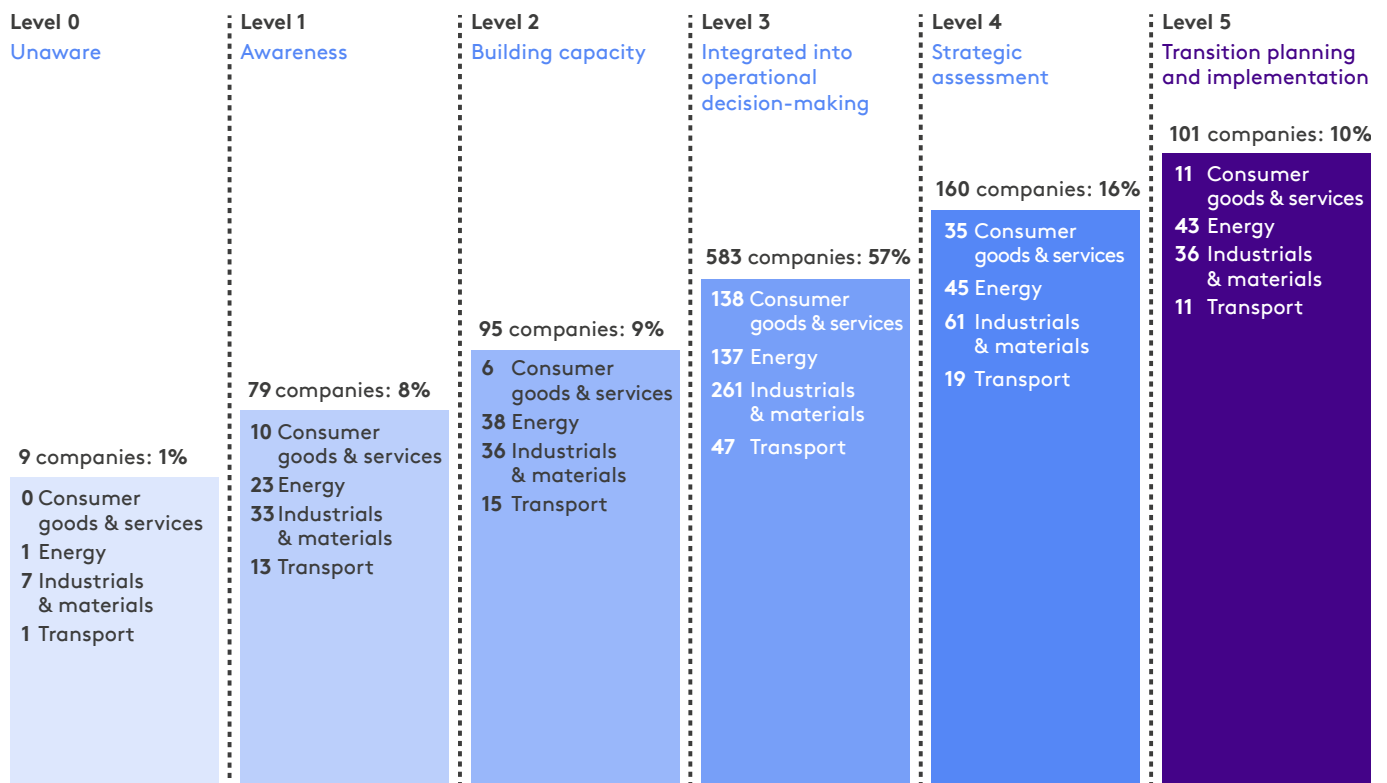 Level 0
Unaware
9 companies: 1%
0 Consumer
goods & services
1 Energy
7 Industrials
& materials
1 Transport
Level 1
Awareness
79 companies: 8%
10 Consumer
goods & services
23 Energy
33 Industrials
& materials
13 Transport
Level 2
Building capacity
95 companies: 9%
6 Consumer
goods & services
38 Energy
36 Industrials
& materials
15 Transport
Level 3
Integrated into
operational
decision-making
583 companies: 57%
138 Consumer
goods & services
137 Energy
261 Industrials
& materials
47 Transport
Level 4
Strategic
assessment
160 companies: 16%
35 Consumer
goods & services
45 Energy
61 Industrials
& materials
19 Transport
Level 5
Transition planning
and implementation
101 companies: 10%
11 Consumer
goods & services
43 Energy
36 Industrials
& materials
11 Transport